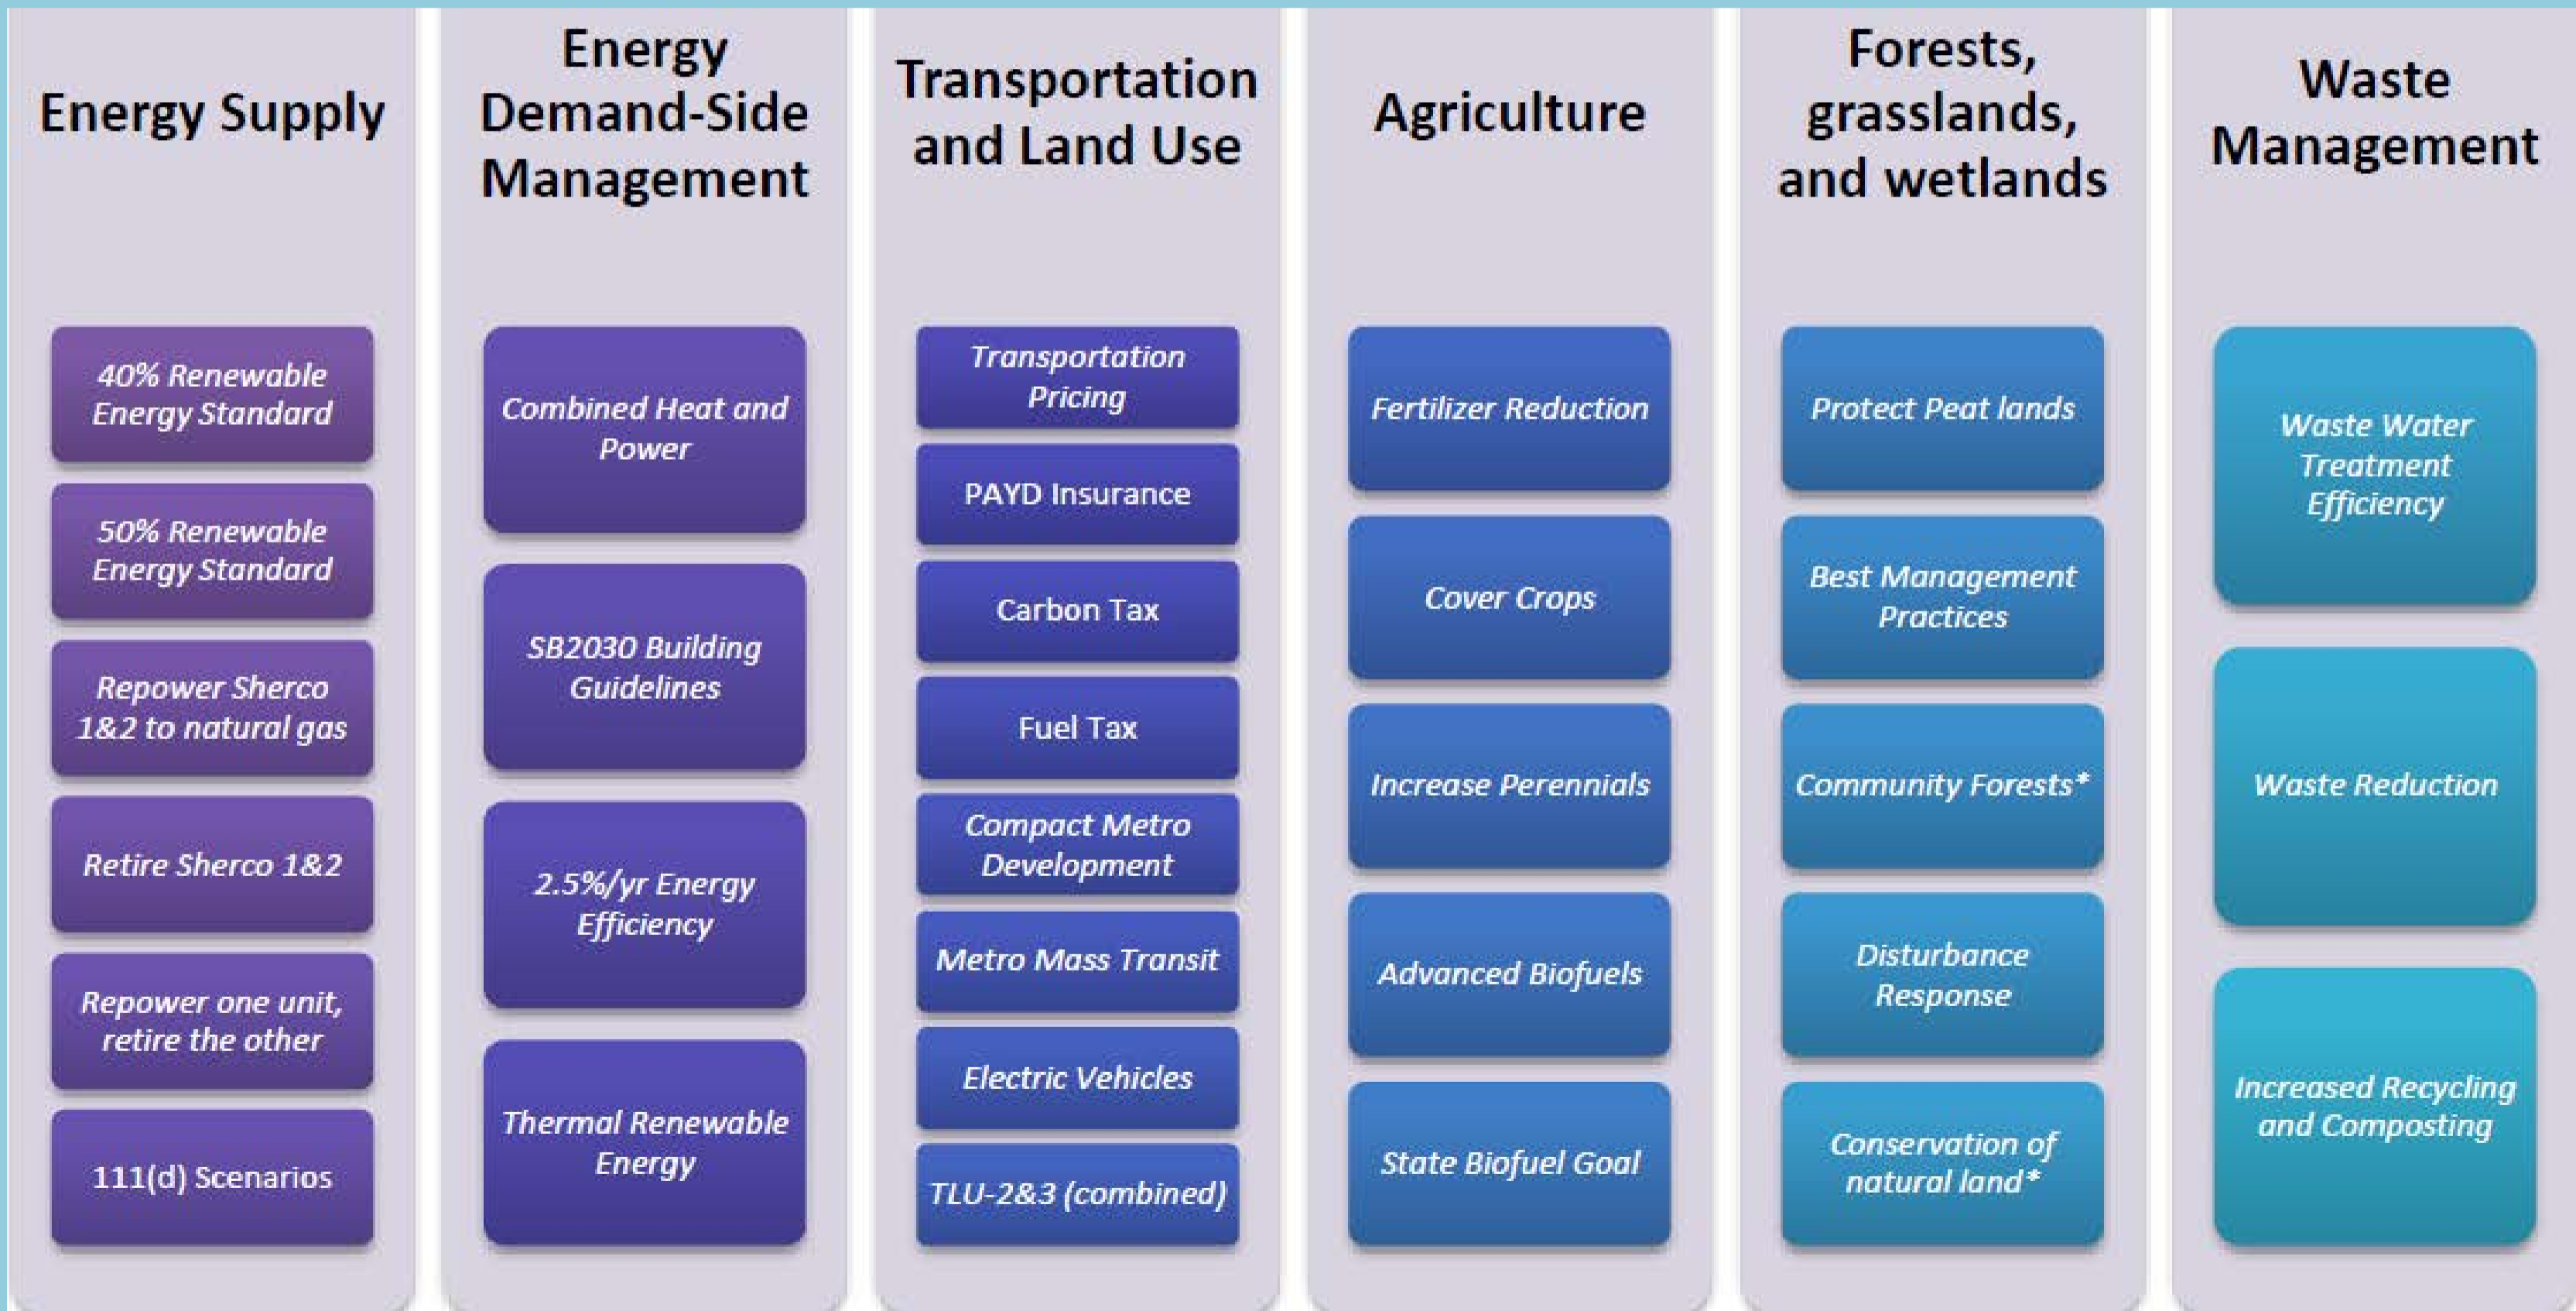 Energy Supply
40% Renewable
Energy Standard
50% Renewable
Energy Standard
Repower Sherco
1&2 to natural gas
Retire Sherco 1&2
Repower one unit,
retire the other
111(d) Scenarios
Energy
Demand-Side
Management
Combined Heat and
Power
SB2030 Building
Guidelines
2.5%/yr Energy
Efficiency
Thermal Renewable
Energy
Transportation
and Land Use
Transportation
Pricing
PAYD Insurance
Carbon Tax
Fuel Tax
Compact Metro
Development
Metro Mass Transit
Electric Vehicles
TLU-2&3 (combined)
Agriculture
Fertilizer Reduction
Cover Crops
Increase Perennials
Advanced Biofuels
State Biofuel Goal
Forests,
grasslands,
and wetlands
Protect Peat lands
Best Management
Practices
Community Forests*
Disturbance
Response
Conservation of
natural land*
Waste
Management
Waste Water
Treatment
Efficiency
Waste Reduction
Increased Recycling
and Composting